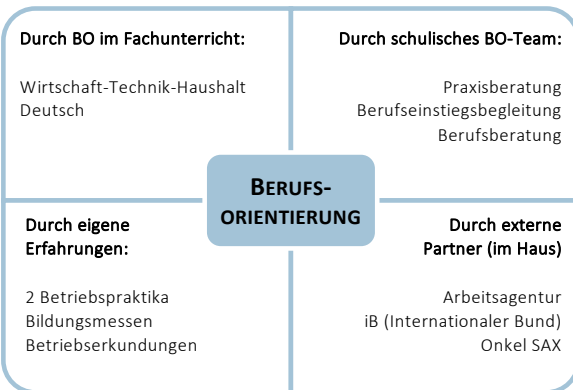 Durch BO im Fachunterricht:
Wirtschaft-Technik-Haushalt
Deutsch
Durch schulisches BO-Team:
Praxisberatung
Berufseinstiegsbegleitung
Berufsberatung
BERUFS-
ORIENTIERUNG
Durch eigene
Erfahrungen:
2 Betriebspraktika
Bildungsmessen
Betriebserkundungen
Durch externe
Partner (im Haus)
Arbeitsagentur
iB (Internationaler Bund)
Onkel SAX